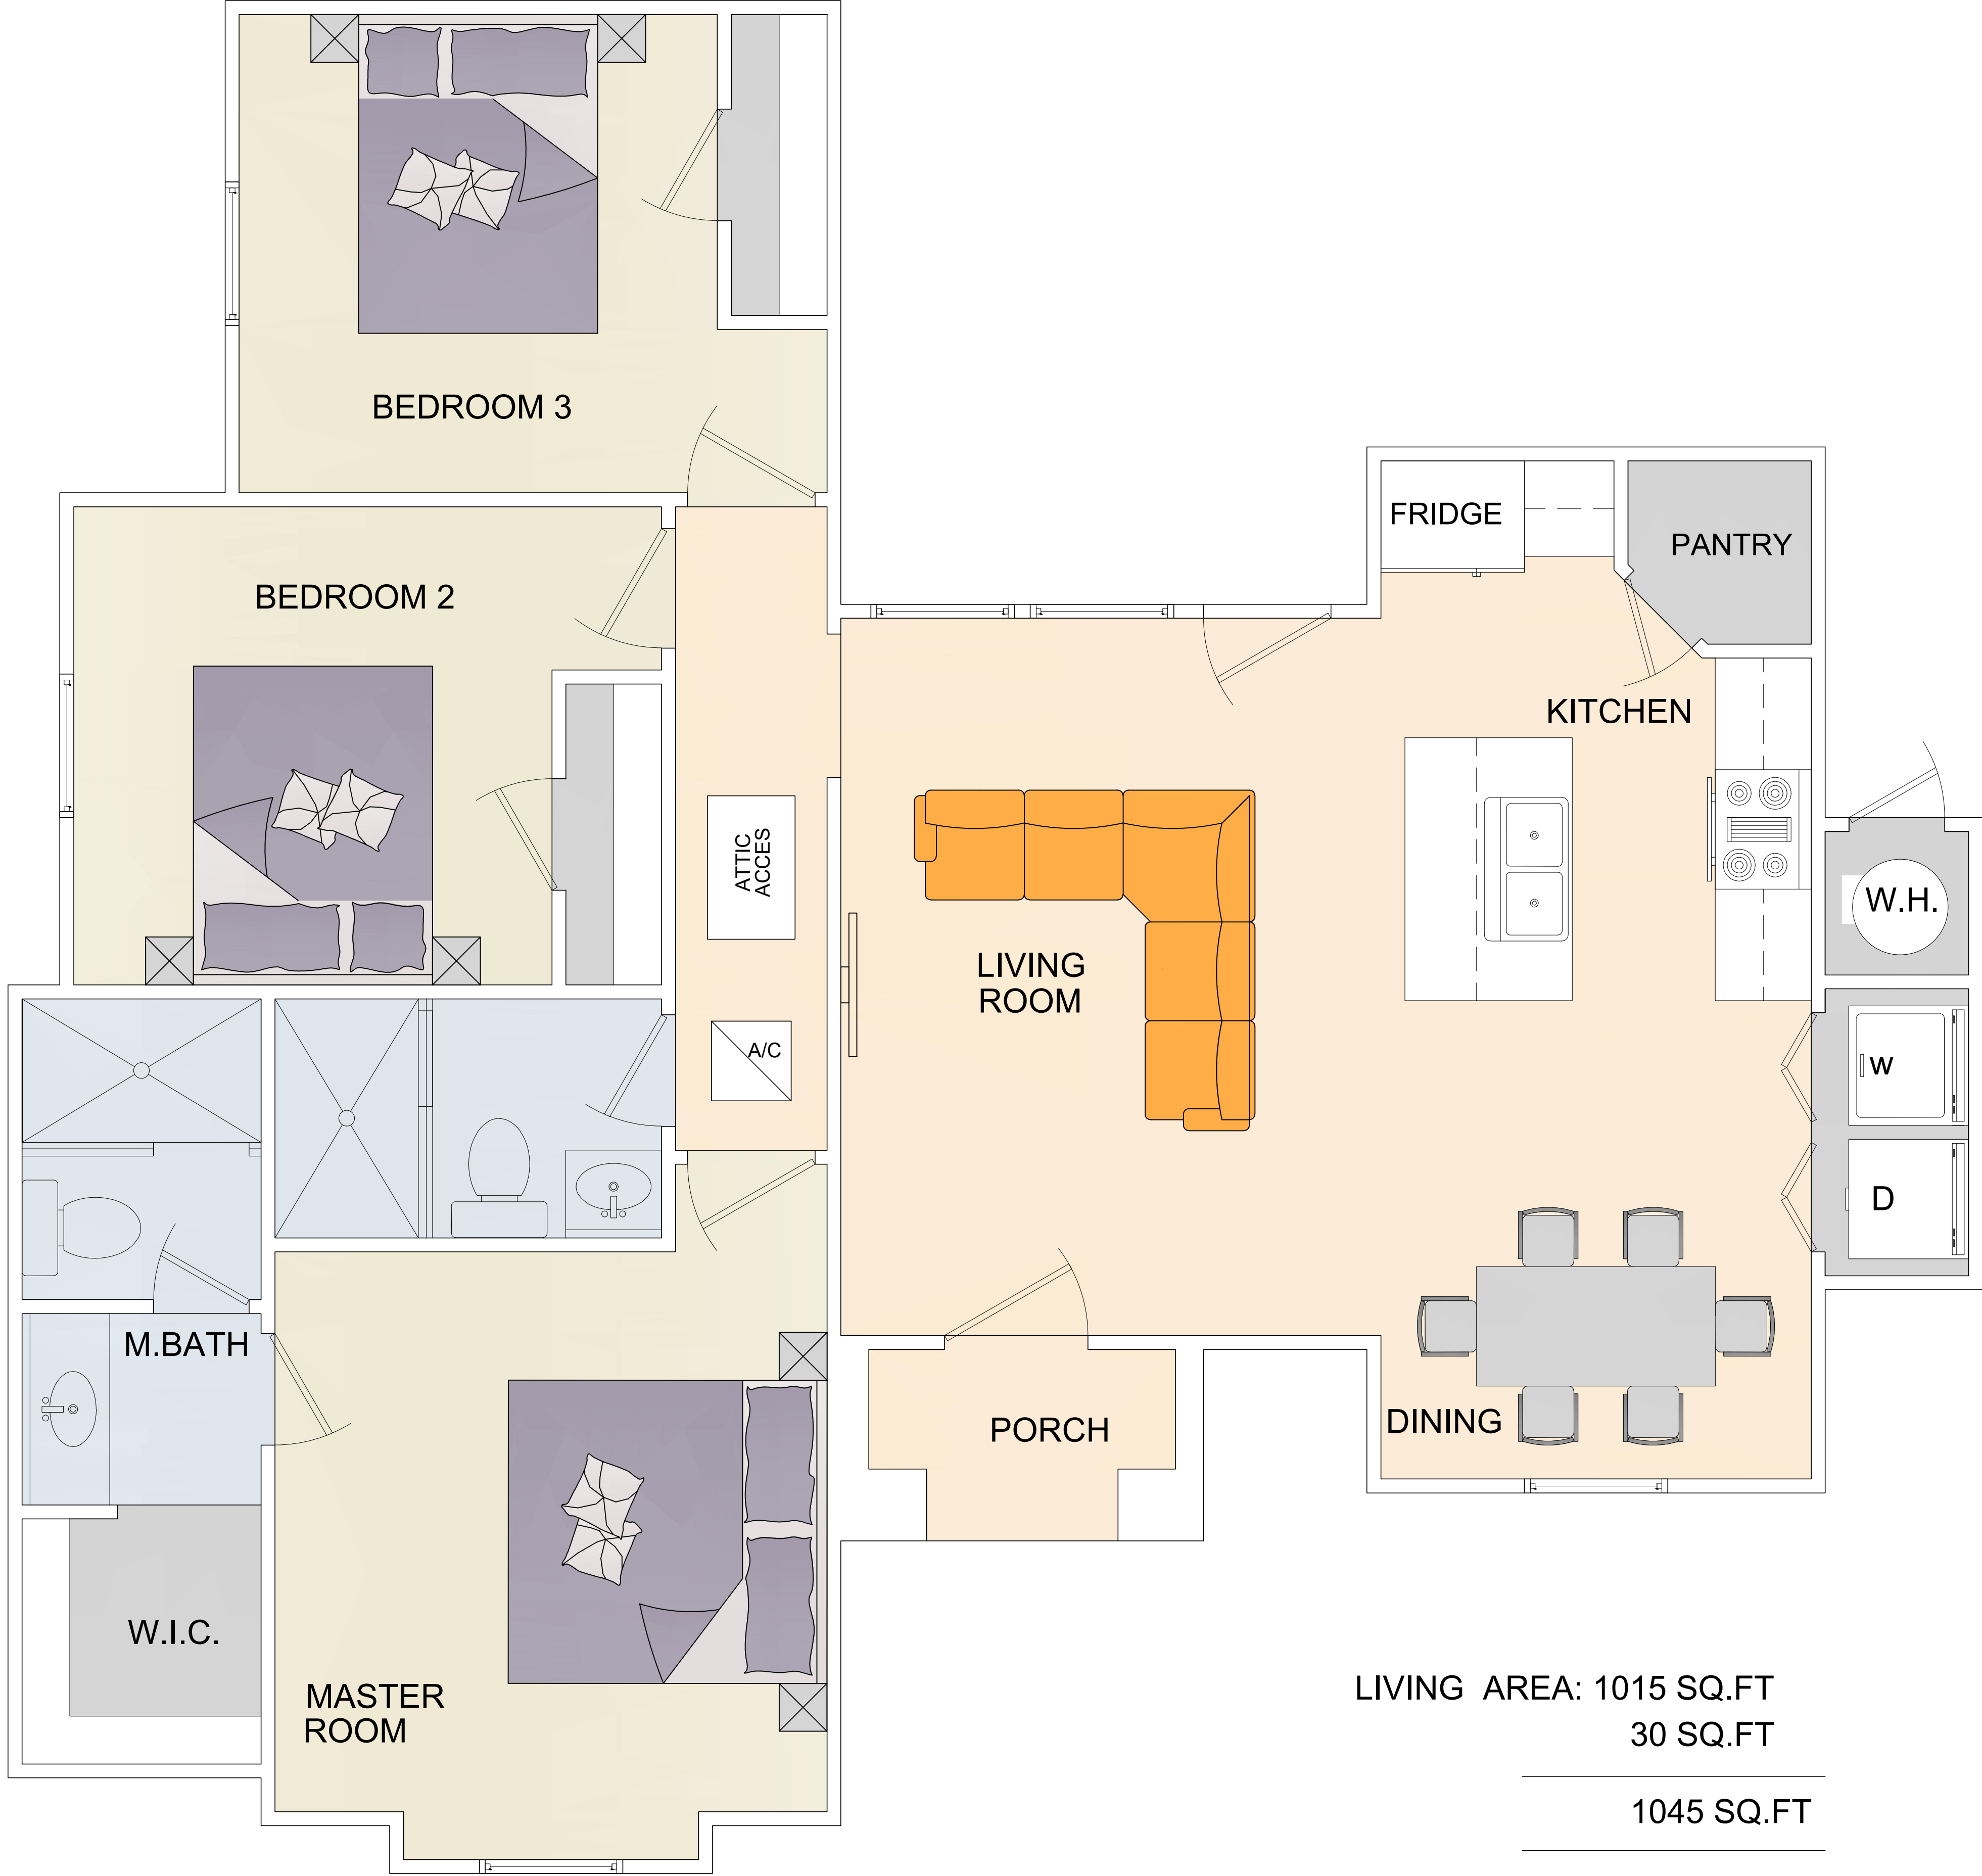 BEDROOM 3
FRIDGE
PANTRY
BEDROOM 2
KITCHEN
ATTIC
ACCES
W.H.
LIVING
ROOM
A/C
W
D
M.BATH
PORCH
DINING
W.I.C.
MASTER
ROOM
LIVING AREA: 1015 SQ.FT
30 SQ.FT
1045 SQ.FT